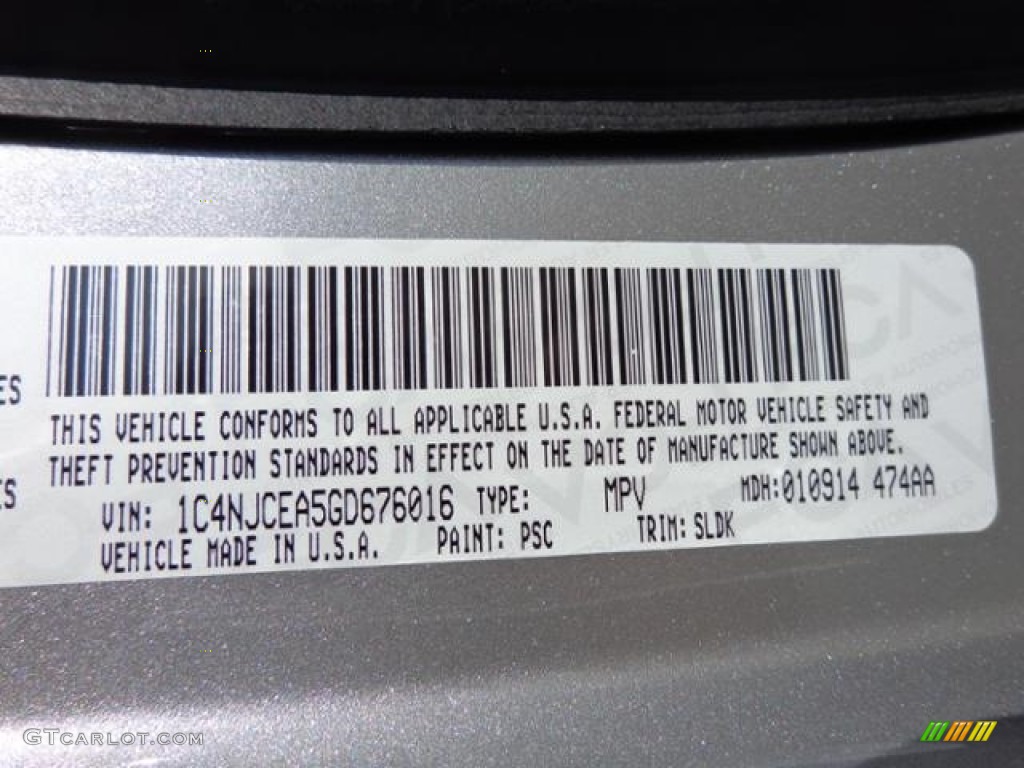 ES
THIS VEHICLE CONFORMS TO ALL APPLICABLE U.S.A. FEDERAL MOTOR VEHICLE SAFETY AND
THEFT PREVENTION STANDARDS IN EFFECT ON THE DATE OF MANUFACTURE SHOWN ABOVE.
ES
VIN: 1C4NJCEA5GD676016 TYPE: MPV MDH:010914 474AA
VEHICLE MADE IN U.S.A. PAINT: PSC TRIM: SLDK
GTCARLOT.COM